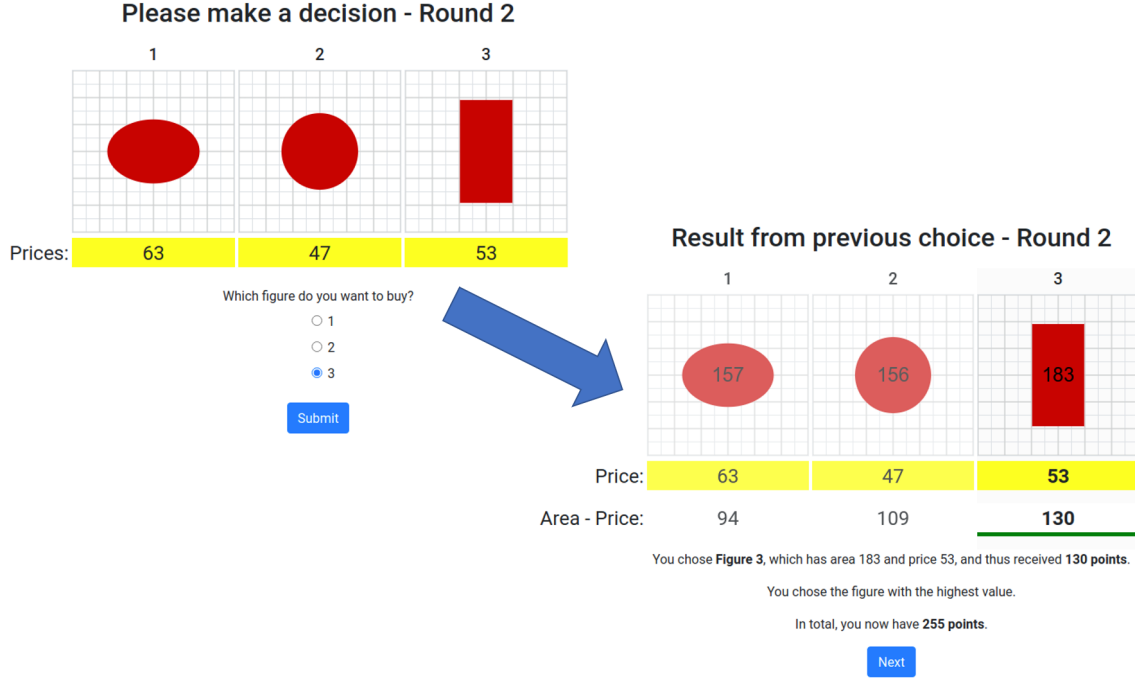 Please make a decision - Round 2
1 2 3
Prices: 63 47 53
Which figure do you want to buy?
1
2
3
Submit
Result from previous choice - Round 2
1 2 3
157 156 183
Price: 63 47 53
Area - Price: 94 109 130
You chose Figure 3, which has area 183 and price 53, and thus received 130 points.
You chose the figure with the highest value.
In total, you now have 255 points.
Next